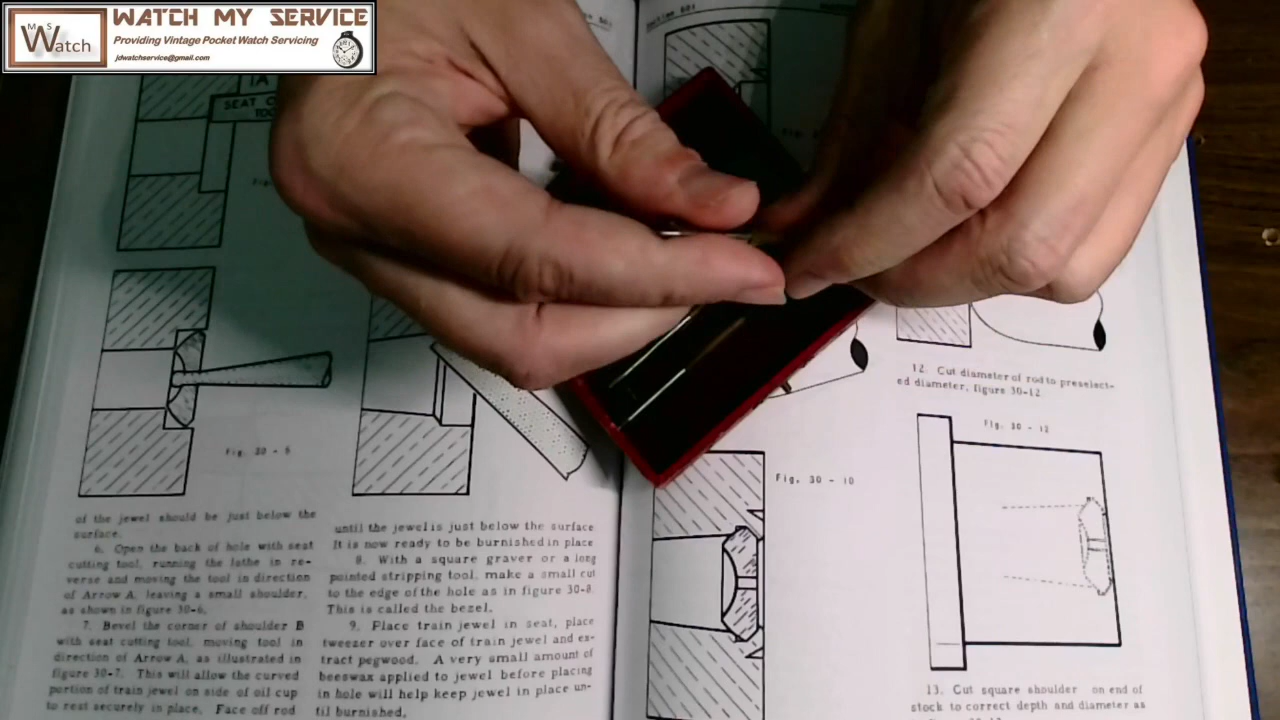 WATCH MY SERVICE
M S
Watch
Providing Vintage Pocket Watch Servicing
jdwatchservice@gmail.com
1A
SEAT
Fig. 30 - 5
of the jewel should be just below the
surface.
6. Open the back of hole with seat
cutting tool, running the lathe in re-
verse and moving the tool in direction
of Arrow A, leaving a small shoulder,
as shown in figure 30-6.
7. Bevel the corner of shoulder B
with seat cutting tool, moving tool in
direction of Arrow A, as illustrated in
figure 30-7. This will allow the curved
portion of train jewel on side of oil cup
to rest securely in place. Face off rod
until the jewel is just below the surface
It is now ready to be burnished in place
8. With a square graver or a long
pointed stripping tool, make a small cut
to the edge of the hole as in figure 30-8.
This is called the bezel.
9. Place train jewel in seat, place
tweezer over face of train jewel and ex-
tract pegwood. A very small amount of
beeswax applied to jewel before placing
in hole will help keep jewel in place un-
til burnished.
Fig. 30 - 10
12. Cut diameter of rod to preselect-
ed diameter, figure 30-12.
Fig. 30 - 12
13. Cut square shoulder on end of
stock to correct depth and diameter as